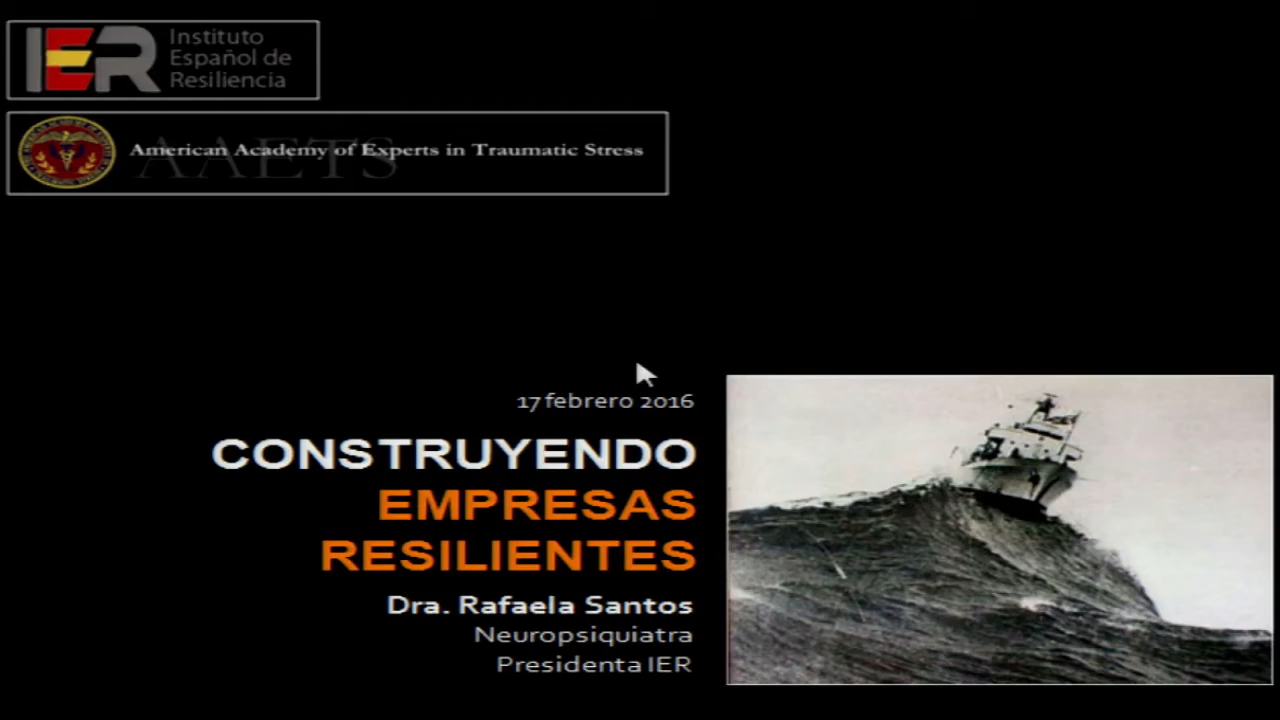 IER
Instituto
Español de
Resiliencia
AAETS
American Academy of Experts in Traumatic Stress
17 febrero 2016
CONSTRUYENDO
EMPRESAS
RESILIENTES
Dra. Rafaela Santos
Neuropsiquiatra
Presidenta IER